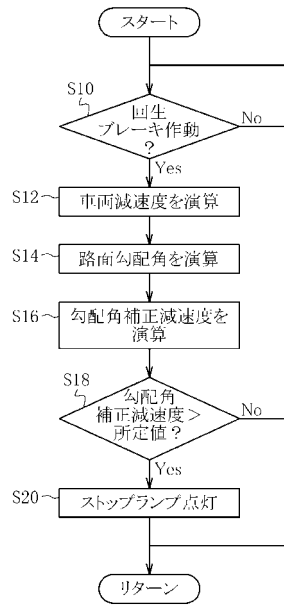 スタート
S10
回生
ブレーキ作動
?
No
Yes
S12
車両減速度を演算
S14
路面勾配角を演算
S16
勾配角補正減速度を
演算
S18
勾配角
補正減速度>
所定値?
No
Yes
S20
ストップランプ点灯
リターン